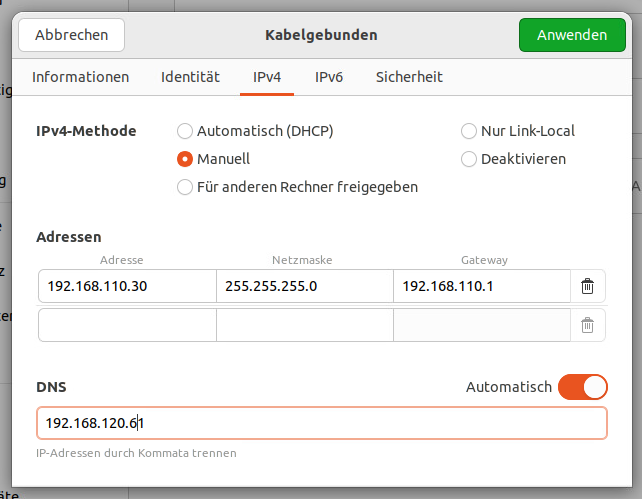 Abbrechen Kabelgebunden Anwenden
Informationen Identität IPv4 IPv6 Sicherheit
IPv4-Methode Automatisch (DHCP) Nur Link-Local
Manuell Deaktivieren
Für anderen Rechner freigegeben
Adressen
Adresse Netzmaske Gateway
192.168.110.30 255.255.255.0 192.168.110.1
DNS Automatisch
192.168.120.61
IP-Adressen durch Kommata trennen